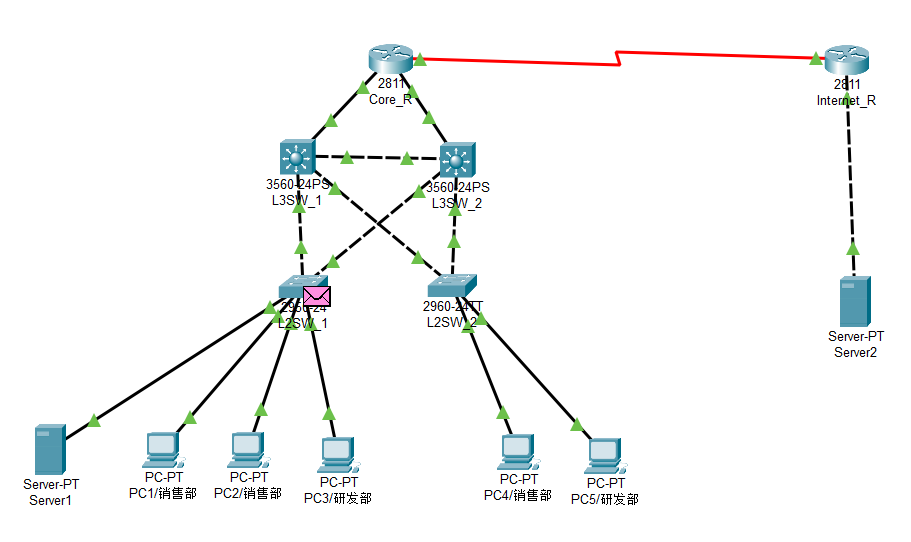 2811
Core_R
2811
Internet_R
3560-24PS
L3SW_1
3560-24PS
L3SW_2
2960-24
L2SW_1
2960-24TT
L2SW_2
Server-PT
Server2
Server-PT
Server1
PC-PT
PC1/销售部
PC-PT
PC2/销售部
PC-PT
PC3/研发部
PC-PT
PC4/销售部
PC-PT
PC5/研发部